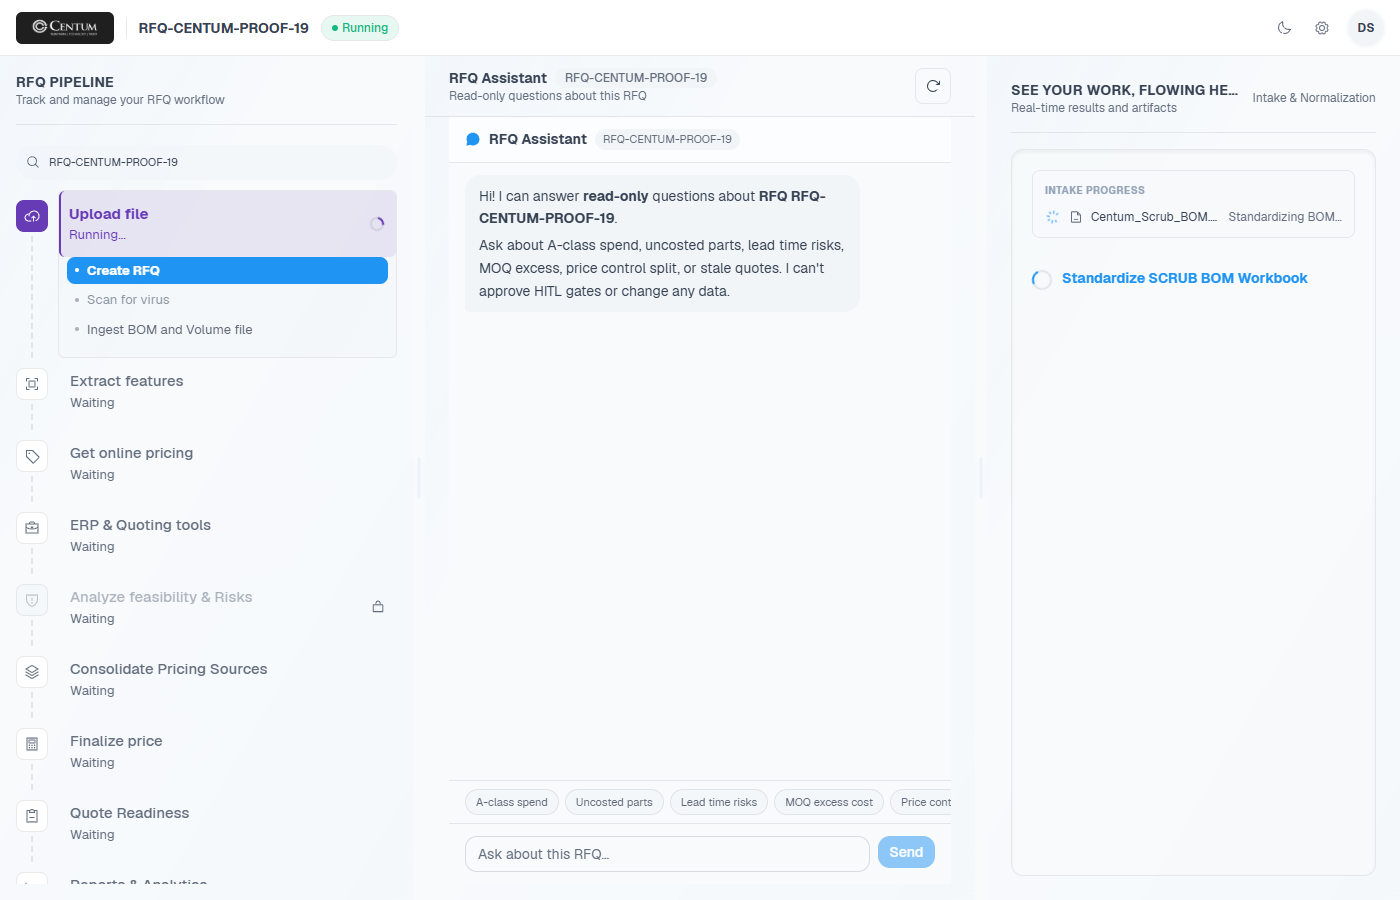 CENTUM
RFQ-CENTUM-PROOF-19
Running
DS
RFQ PIPELINE
Track and manage your RFQ workflow
RFQ-CENTUM-PROOF-19
Upload file
Running...
Create RFQ
Scan for virus
Ingest BOM and Volume file
Extract features
Waiting
Get online pricing
Waiting
ERP & Quoting tools
Waiting
Analyze feasibility & Risks
Waiting
Consolidate Pricing Sources
Waiting
Finalize price
Waiting
Quote Readiness
Waiting
Reports & Analytics
RFQ Assistant RFQ-CENTUM-PROOF-19
Read-only questions about this RFQ
RFQ Assistant RFQ-CENTUM-PROOF-19
Hi! I can answer read-only questions about RFQ RFQ-
CENTUM-PROOF-19.
Ask about A-class spend, uncosted parts, lead time risks,
MOQ excess, price control split, or stale quotes. I can't
approve HITL gates or change any data.
A-class spend Uncosted parts Lead time risks MOQ excess cost Price cont
Ask about this RFQ...
Send
SEE YOUR WORK, FLOWING HE...
Real-time results and artifacts
Intake & Normalization
INTAKE PROGRESS
Centum_Scrub_BOM.... Standardizing BOM...
Standardize SCRUB BOM Workbook